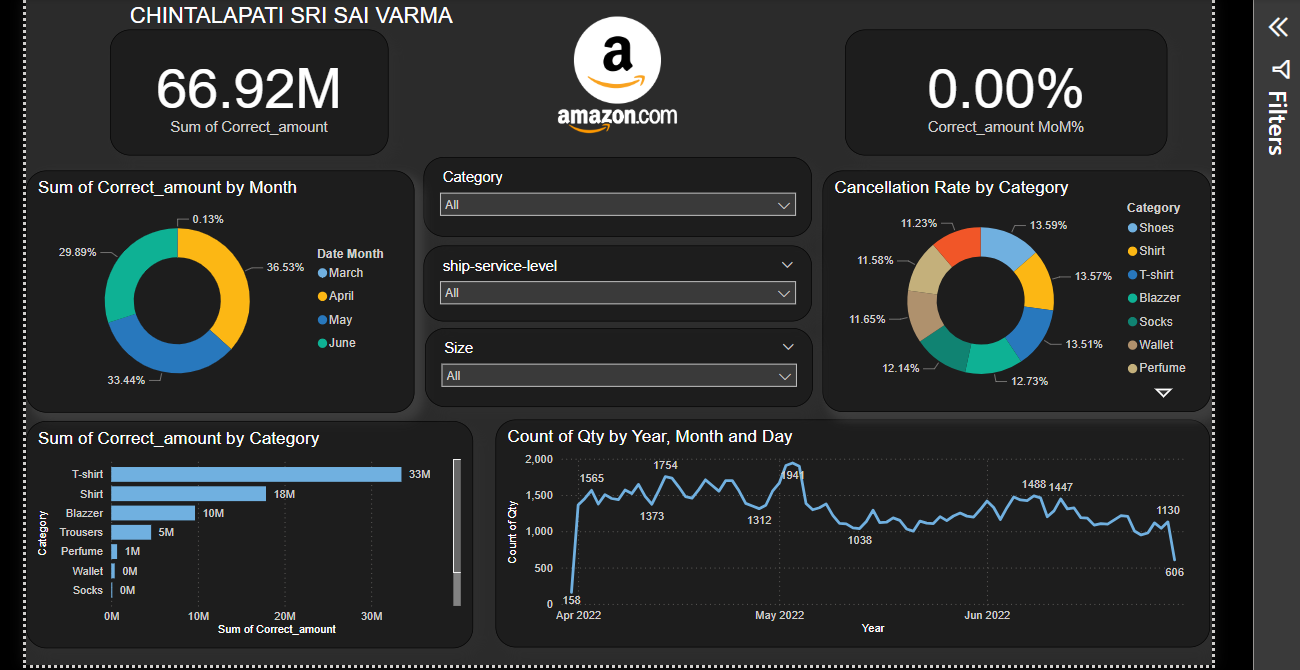 CHINTALAPATI SRI SAI VARMA
66.92M
Sum of Correct_amount
a
amazon.com
0.00%
Correct_amount MoM%
Filters
Sum of Correct_amount by Month
0.13%
29.89%
36.53%
33.44%
Date Month
March
April
May
June
Category
All
ship-service-level
All
Size
All
Cancellation Rate by Category
11.23%
13.59%
11.58%
13.57%
11.65%
13.51%
12.14%
12.73%
Category
Shoes
Shirt
T-shirt
Blazzer
Socks
Wallet
Perfume
Sum of Correct_amount by Category
Category
T-shirt 33M
Shirt 18M
Blazzer 10M
Trousers 5M
Perfume 1M
Wallet 0M
Socks 0M
0M 10M 20M 30M
Sum of Correct_amount
Count of Qty by Year, Month and Day
Count of Qty
2,000
1,500
1,000
500
0
158
1565
1373
1754
1312
1941
1038
1488
1447
1130
606
Apr 2022 May 2022 Jun 2022
Year